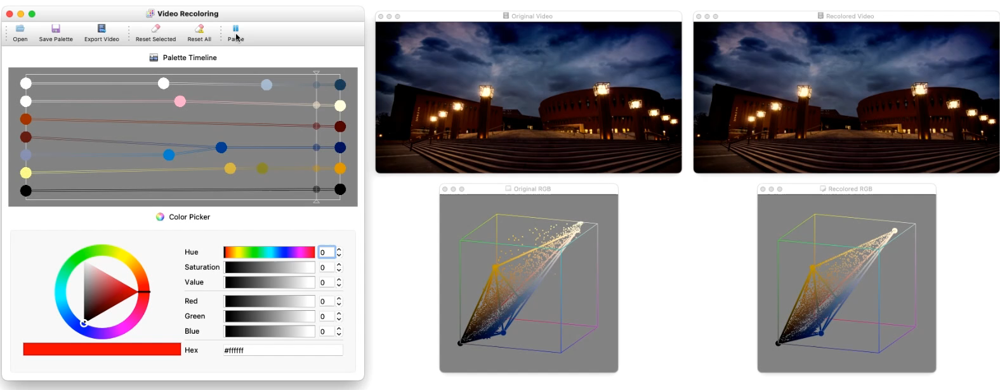 Video Recoloring
Open
Save Palette
Export Video
Reset Selected
Reset All
Pause
Palette Timeline
Color Picker
Hue
0
Saturation
0
Value
0
Red
0
Green
0
Blue
0
Hex
#ffffff
Original Video
Recolored Video
Original RGB
Recolored RGB